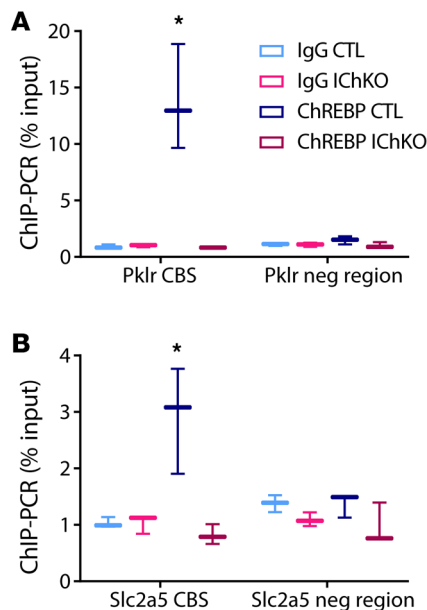 A
*
20
15
10
5
0
ChIP-PCR (% input)
IgG CTL
IgG IChKO
ChREBP CTL
ChREBP IChKO
Pklr CBS
Pklr neg region
B
*
4
3
2
1
0
ChIP-PCR (% input)
Slc2a5 CBS
Slc2a5 neg region